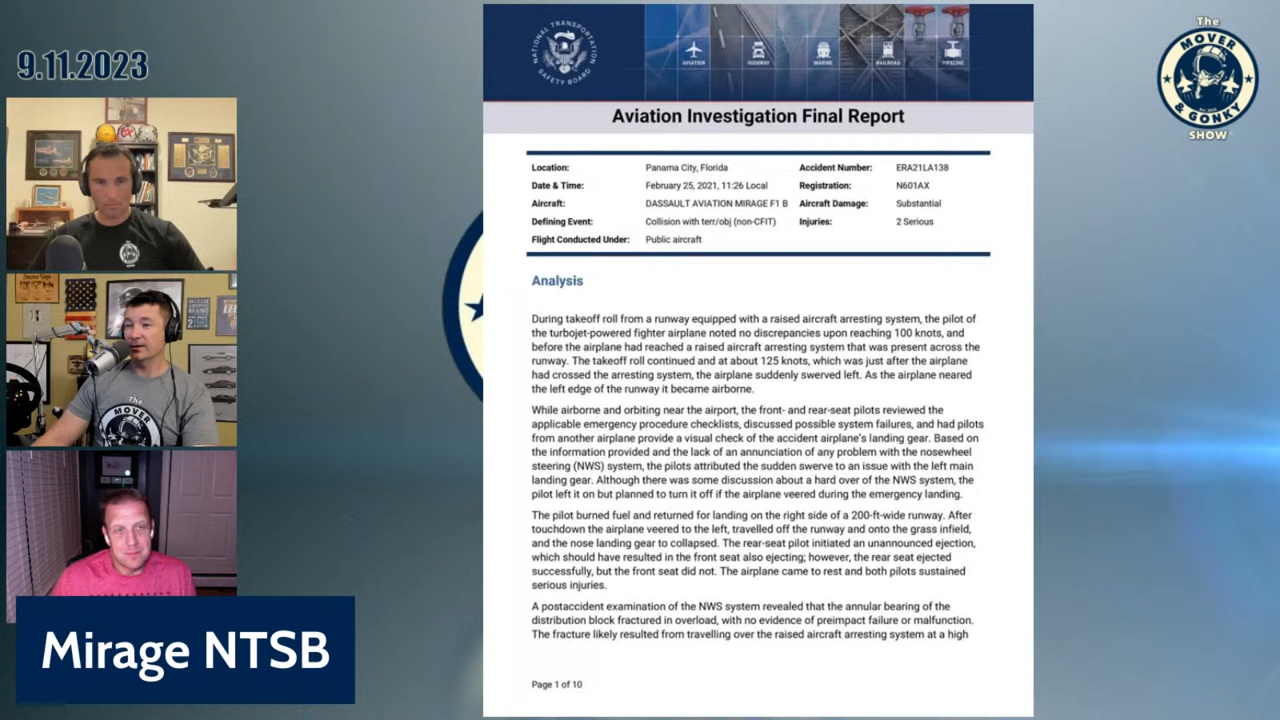 9.11.2023
The
MOVER
& GONKY
SHOW
NATIONAL TRANSPORTATION
SAFETY BOARD
AVIATION
HIGHWAY
MARINE
RAILROAD
PIPELINE
Aviation Investigation Final Report
Location: Panama City, Florida Accident Number: ERA21LA138
Date & Time: February 25, 2021, 11:26 Local Registration: N601AX
Aircraft: DASSAULT AVIATION MIRAGE F1 B Aircraft Damage: Substantial
Defining Event: Collision with terr/obj (non-CFIT) Injuries: 2 Serious
Flight Conducted Under: Public aircraft
Analysis
During takeoff roll from a runway equipped with a raised aircraft arresting system, the pilot of
the turbojet-powered fighter airplane noted no discrepancies upon reaching 100 knots, and
before the airplane had reached a raised aircraft arresting system that was present across the
runway. The takeoff roll continued and at about 125 knots, which was just after the airplane
had crossed the arresting system, the airplane suddenly swerved left. As the airplane neared
the left edge of the runway it became airborne.
While airborne and orbiting near the airport, the front- and rear-seat pilots reviewed the
applicable emergency procedure checklists, discussed possible system failures, and had pilots
from another airplane provide a visual check of the accident airplane's landing gear. Based on
the information provided and the lack of an annunciation of any problem with the nosewheel
steering (NWS) system, the pilots attributed the sudden swerve to an issue with the left main
landing gear. Although there was some discussion about a hard over of the NWS system, the
pilot left it on but planned to turn it off if the airplane veered during the emergency landing.
The pilot burned fuel and returned for landing on the right side of a 200-ft-wide runway. After
touchdown the airplane veered to the left, travelled off the runway and onto the grass infield,
and the nose landing gear to collapsed. The rear-seat pilot initiated an unannounced ejection,
which should have resulted in the front seat also ejecting; however, the rear seat ejected
successfully, but the front seat did not. The airplane came to rest and both pilots sustained
serious injuries.
A postaccident examination of the NWS system revealed that the annular bearing of the
distribution block fractured in overload, with no evidence of preimpact failure or malfunction.
The fracture likely resulted from travelling over the raised aircraft arresting system at a high
Page 1 of 10
The
MOVER
Mirage NTSB